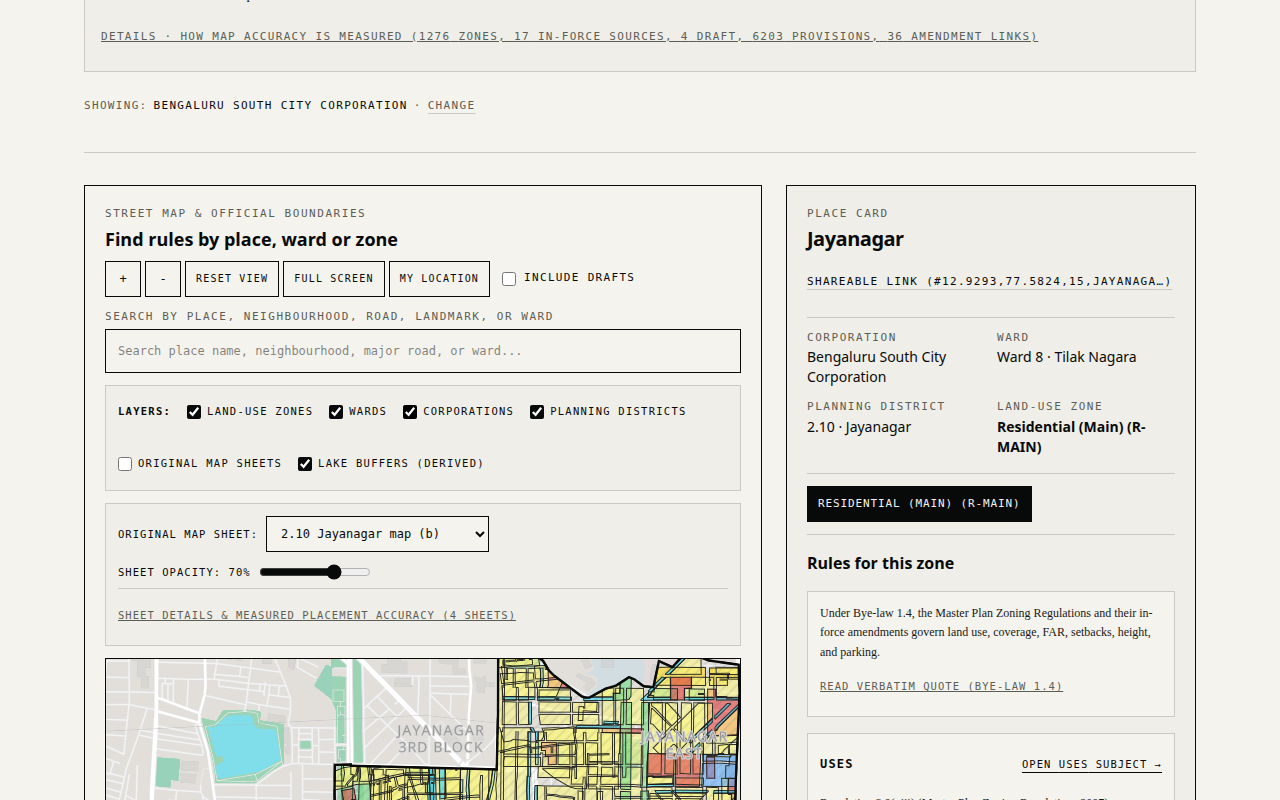 DETAILS · HOW MAP ACCURACY IS MEASURED (1276 ZONES, 17 IN-FORCE SOURCES, 4 DRAFT, 6203 PROVISIONS, 36 AMENDMENT LINKS)
SHOWING: BENGALURU SOUTH CITY CORPORATION · CHANGE
STREET MAP & OFFICIAL BOUNDARIES
Find rules by place, ward or zone
+ - RESET VIEW FULL SCREEN MY LOCATION INCLUDE DRAFTS
SEARCH BY PLACE, NEIGHBOURHOOD, ROAD, LANDMARK, OR WARD
Search place name, neighbourhood, major road, or ward...
LAYERS: LAND-USE ZONES WARDS CORPORATIONS PLANNING DISTRICTS
ORIGINAL MAP SHEETS LAKE BUFFERS (DERIVED)
ORIGINAL MAP SHEET: 2.10 Jayanagar map (b)
SHEET OPACITY: 70%
SHEET DETAILS & MEASURED PLACEMENT ACCURACY (4 SHEETS)
JAYANAGAR
3RD BLOCK
JAYANAGAR
EAST
PLACE CARD
Jayanagar
SHAREABLE LINK (#12.9293,77.5824,15,JAYANAGA…)
CORPORATION
Bengaluru South City
Corporation
WARD
Ward 8 · Tilak Nagara
PLANNING DISTRICT
2.10 · Jayanagar
LAND-USE ZONE
Residential (Main) (R-
MAIN)
RESIDENTIAL (MAIN) (R-MAIN)
Rules for this zone
Under Bye-law 1.4, the Master Plan Zoning Regulations and their in-
force amendments govern land use, coverage, FAR, setbacks, height,
and parking.
READ VERBATIM QUOTE (BYE-LAW 1.4)
USES OPEN USES SUBJECT →